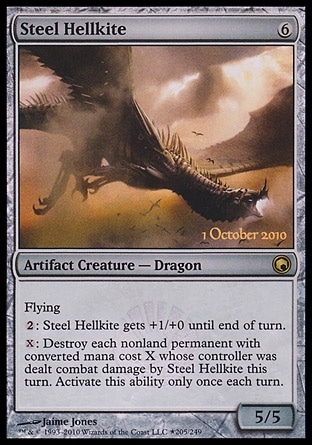 Steel Hellkite 6
1 October 2010
Artifact Creature — Dragon
Flying
2: Steel Hellkite gets +1/+0 until end of turn.
X: Destroy each nonland permanent with
converted mana cost X whose controller was
dealt combat damage by Steel Hellkite this
turn. Activate this ability only once each turn.
5/5
Jaime Jones
™ & © 1993–2010 Wizards of the Coast LLC ★205/249